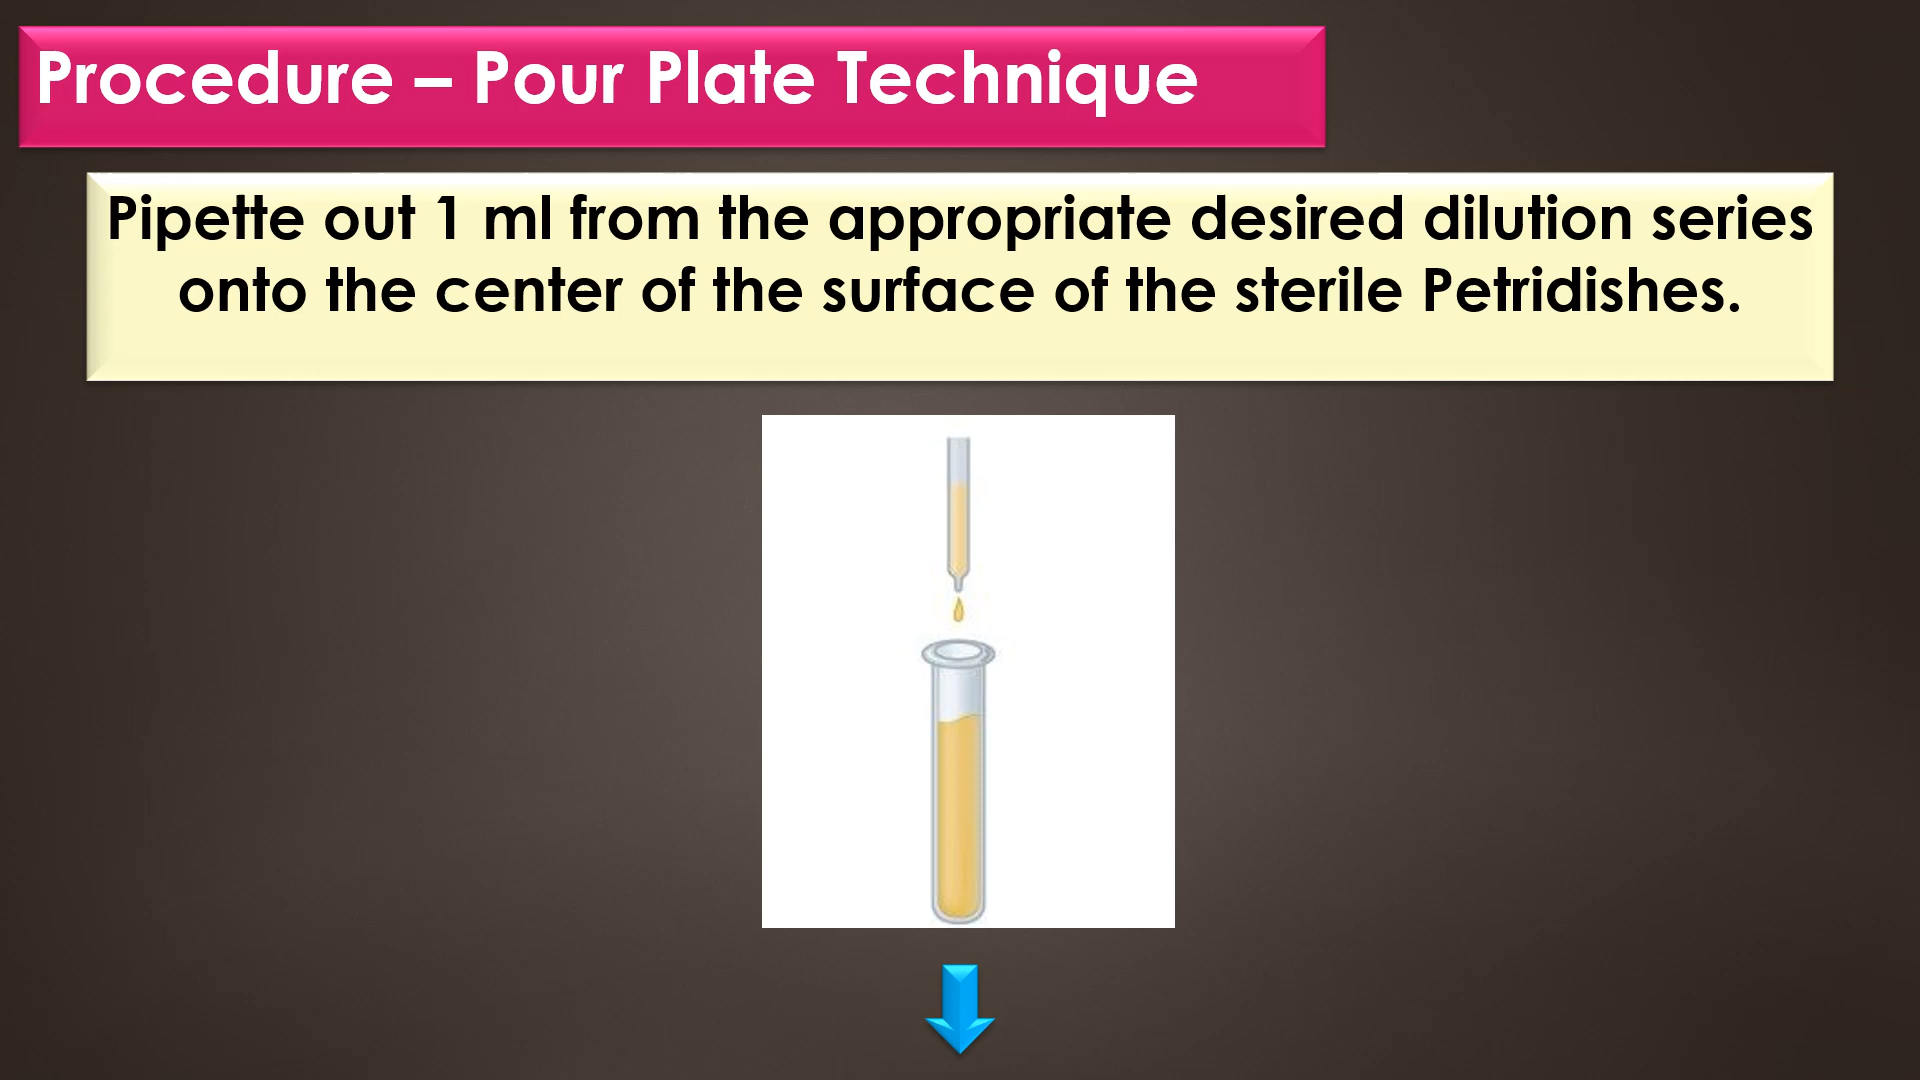 Procedure – Pour Plate Technique
Pipette out 1 ml from the appropriate desired dilution series
onto the center of the surface of the sterile Petridishes.